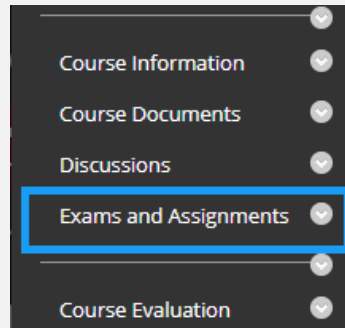 Course Information
Course Documents
Discussions
Exams and Assignments
Course Evaluation